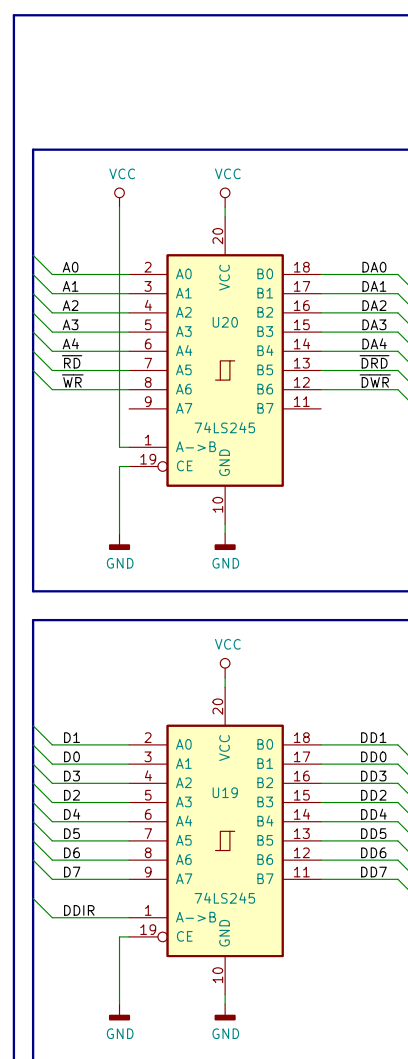 VCC VCC
20
VCC
A0 2 A0 B0 18 DA0
A1 3 A1 B1 17 DA1
A2 4 A2 B2 16 DA2
U20
A3 5 A3 B3 15 DA3
A4 6 A4 B4 14 DA4
RD 7 A5 B5 13 DRD
WR 8 A6 B6 12 DWR
9 A7 B7 11
74LS245
1 A->B
19 CE
GND
10
GND GND
VCC
20
VCC
D1 2 A0 B0 18 DD1
D0 3 A1 B1 17 DD0
D3 4 A2 B2 16 DD3
U19
D2 5 A3 B3 15 DD2
D4 6 A4 B4 14 DD4
D5 7 A5 B5 13 DD5
D6 8 A6 B6 12 DD6
D7 9 A7 B7 11 DD7
74LS245
DDIR 1 A->B
19 CE
GND
10
GND GND